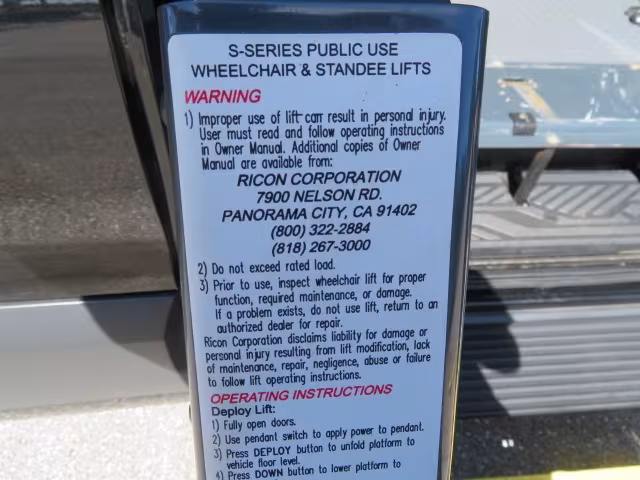 S-SERIES PUBLIC USE
WHEELCHAIR & STANDEE LIFTS
WARNING
1) Improper use of lift can result in personal injury.
User must read and follow operating instructions
in Owner Manual. Additional copies of Owner
Manual are available from:
RICON CORPORATION
7900 NELSON RD.
PANORAMA CITY, CA 91402
(800) 322-2884
(818) 267-3000
2) Do not exceed rated load.
3) Prior to use, inspect wheelchair lift for proper
function, required maintenance, or damage.
If a problem exists, do not use lift, return to an
authorized dealer for repair.
Ricon Corporation disclaims liability for damage or
personal injury resulting from lift modification, lack
of maintenance, repair, negligence, abuse or failure
to follow lift operating instructions.
OPERATING INSTRUCTIONS
Deploy Lift:
1) Fully open doors.
2) Use pendant switch to apply power to pendant.
3) Press DEPLOY button to unfold platform to
vehicle floor level.
4) Press DOWN button to lower platform to